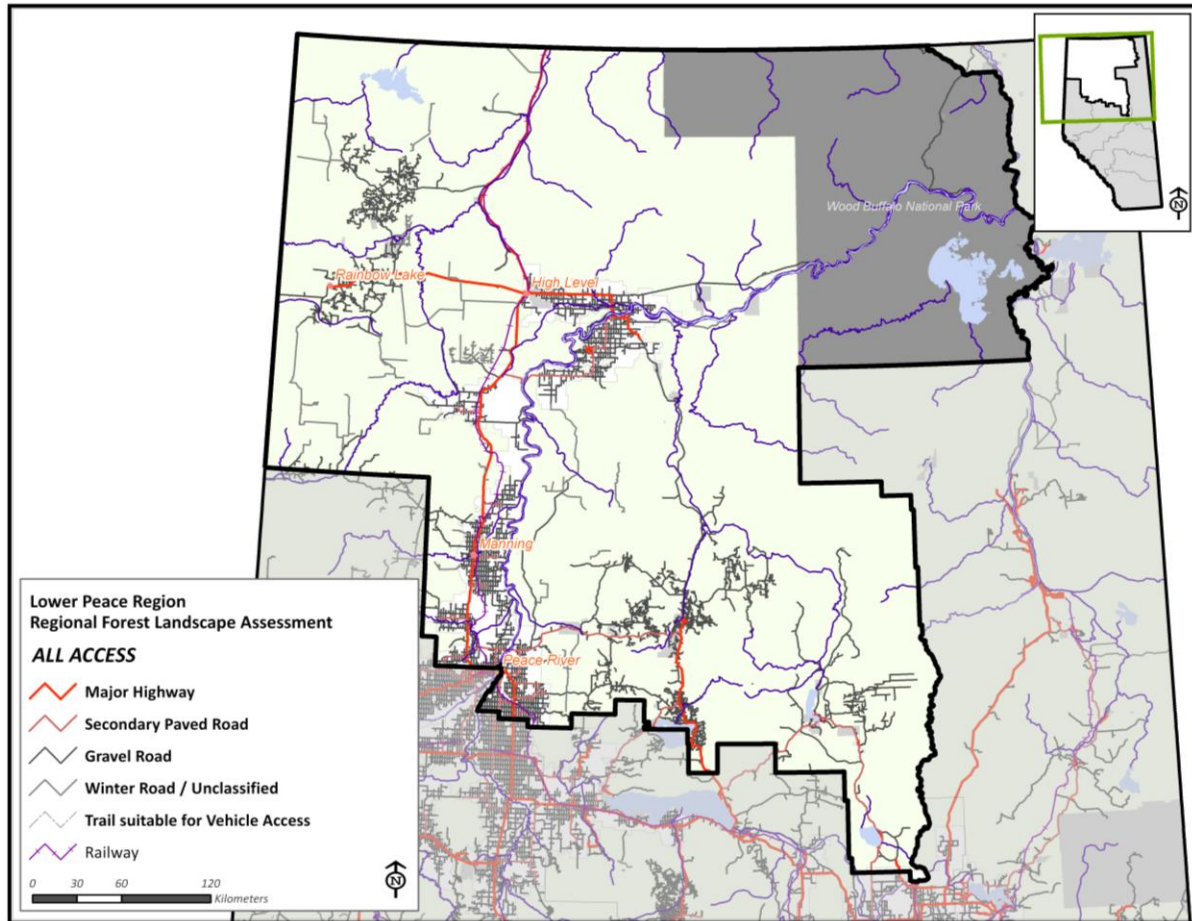 Wood Buffalo National Park
Rainbow Lake
High Level
Manning
Peace River
N
Lower Peace Region
Regional Forest Landscape Assessment
ALL ACCESS
Major Highway
Secondary Paved Road
Gravel Road
Winter Road / Unclassified
Trail suitable for Vehicle Access
Railway
0 30 60 120
Kilometers
N